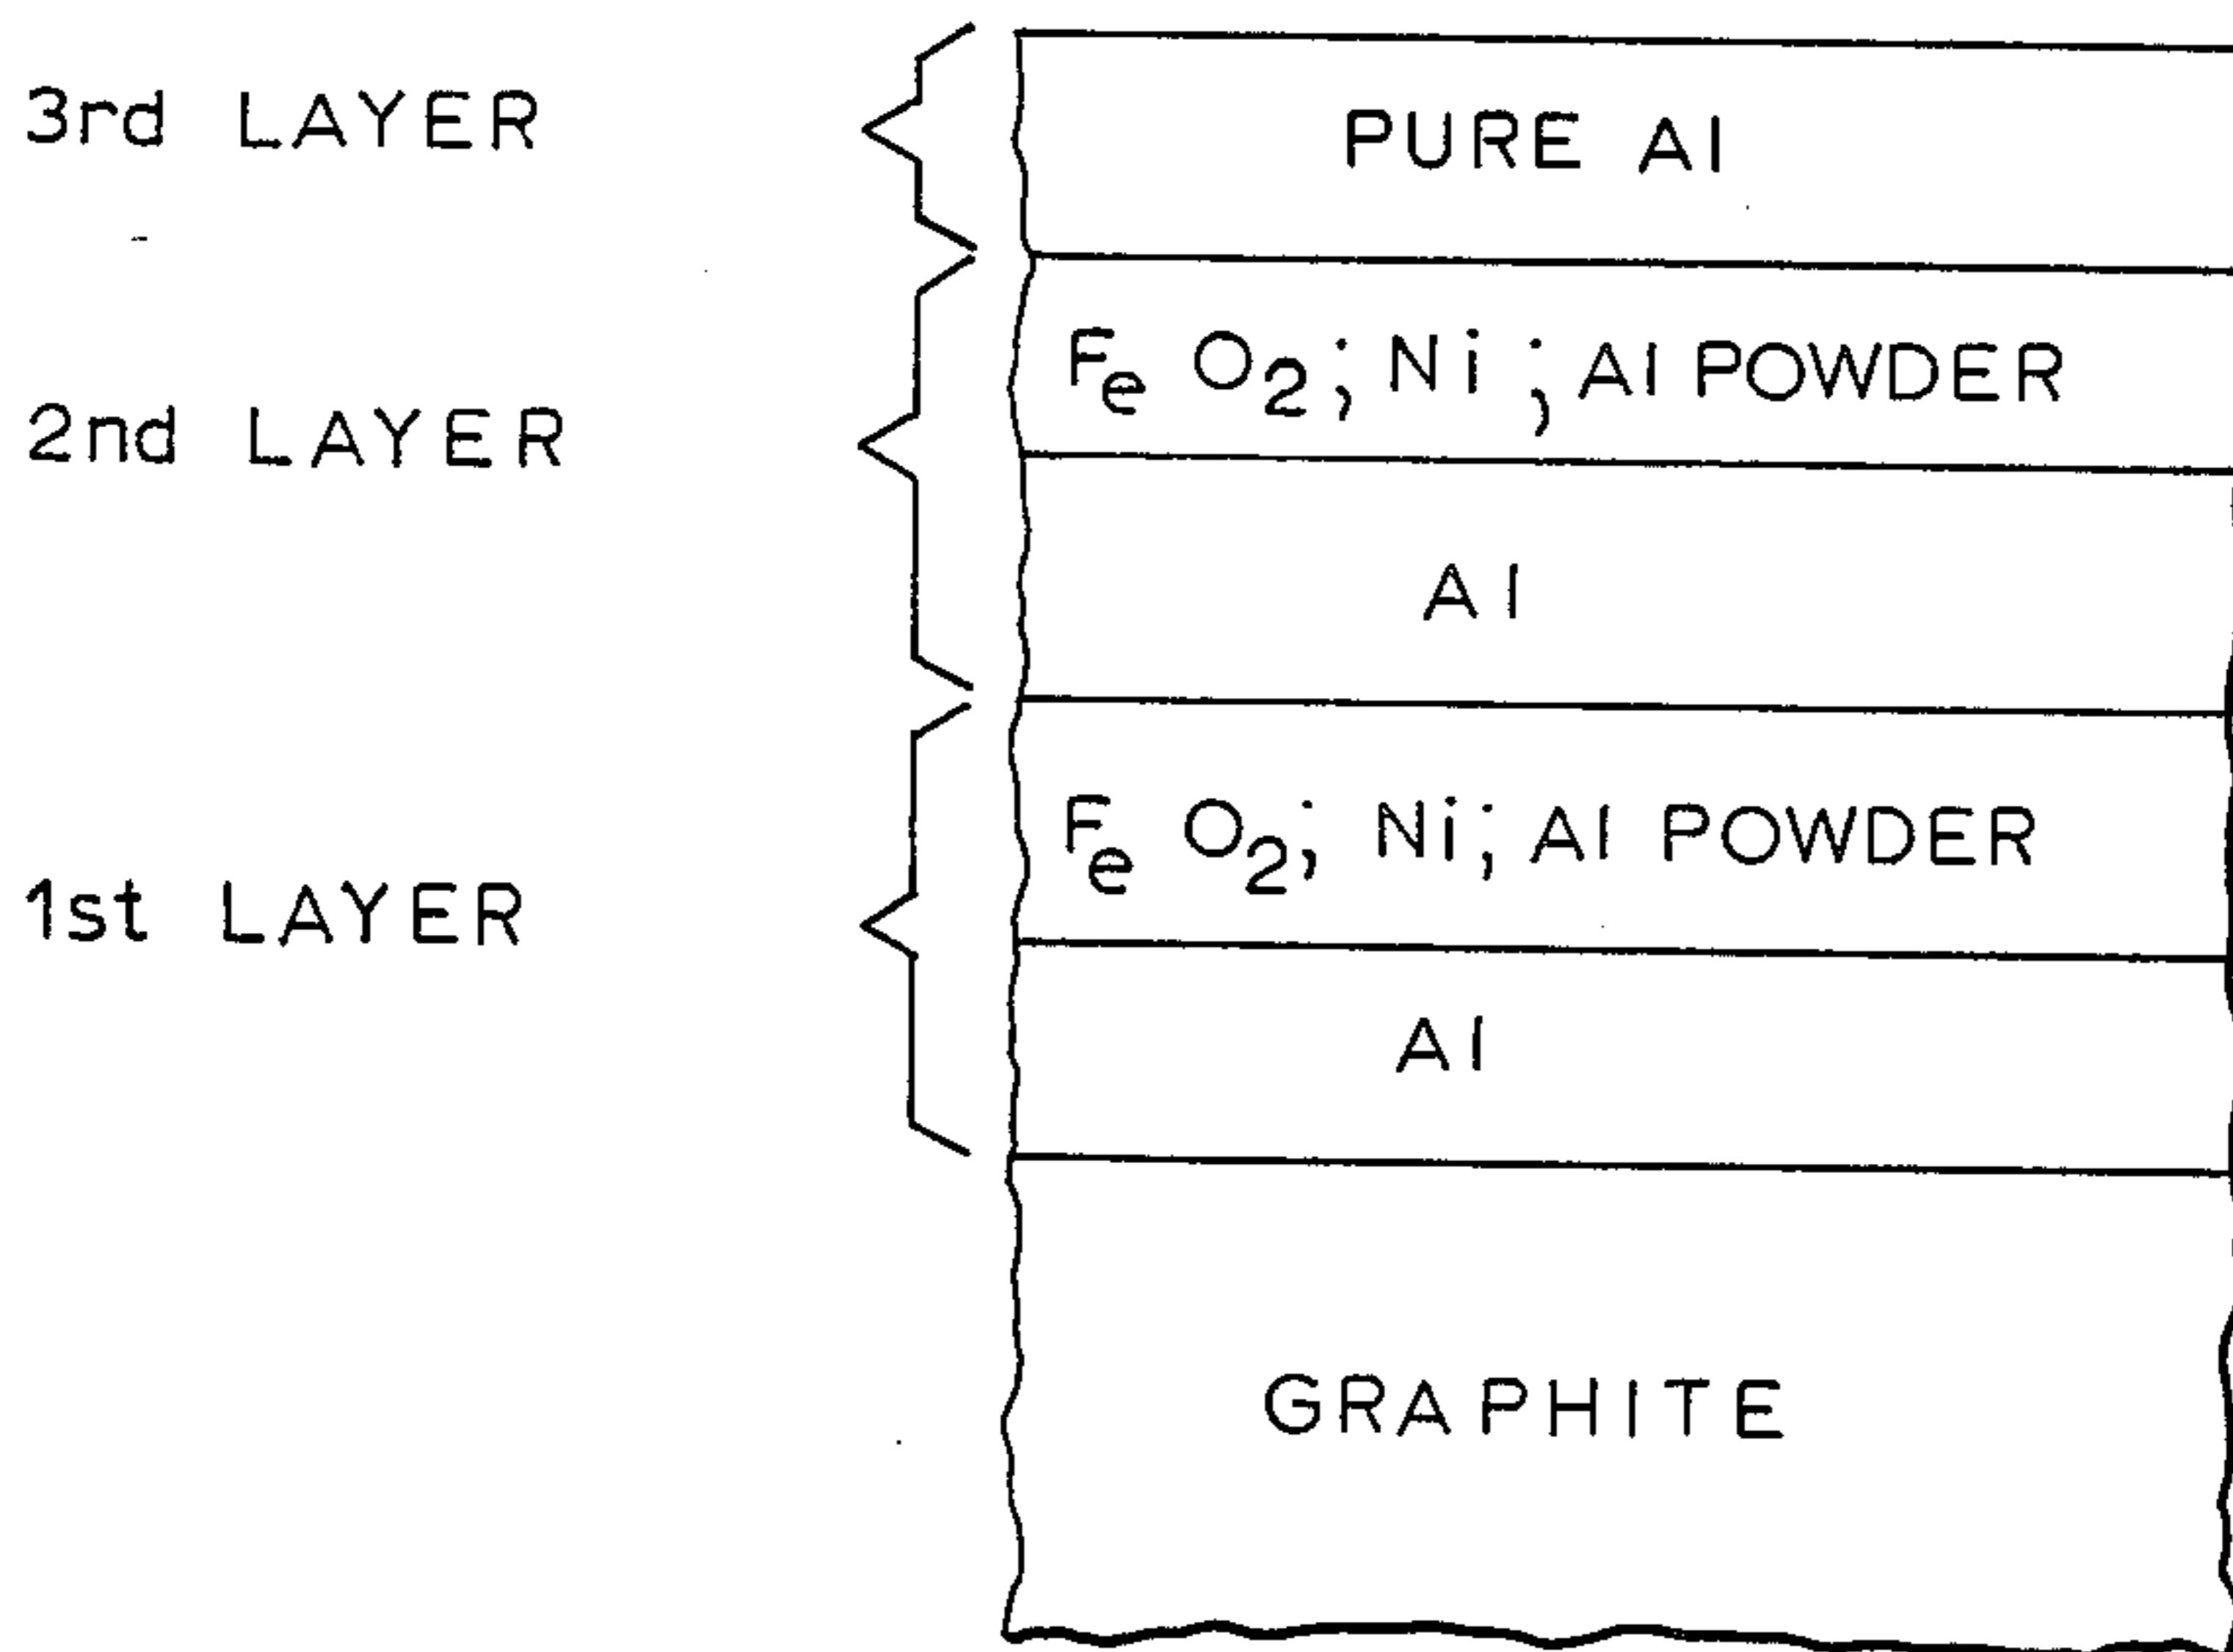 3rd LAYER
PURE Al
2nd LAYER
Fe O2; Ni; Al POWDER
Al
1st LAYER
Fe O2; Ni; Al POWDER
Al
GRAPHITE